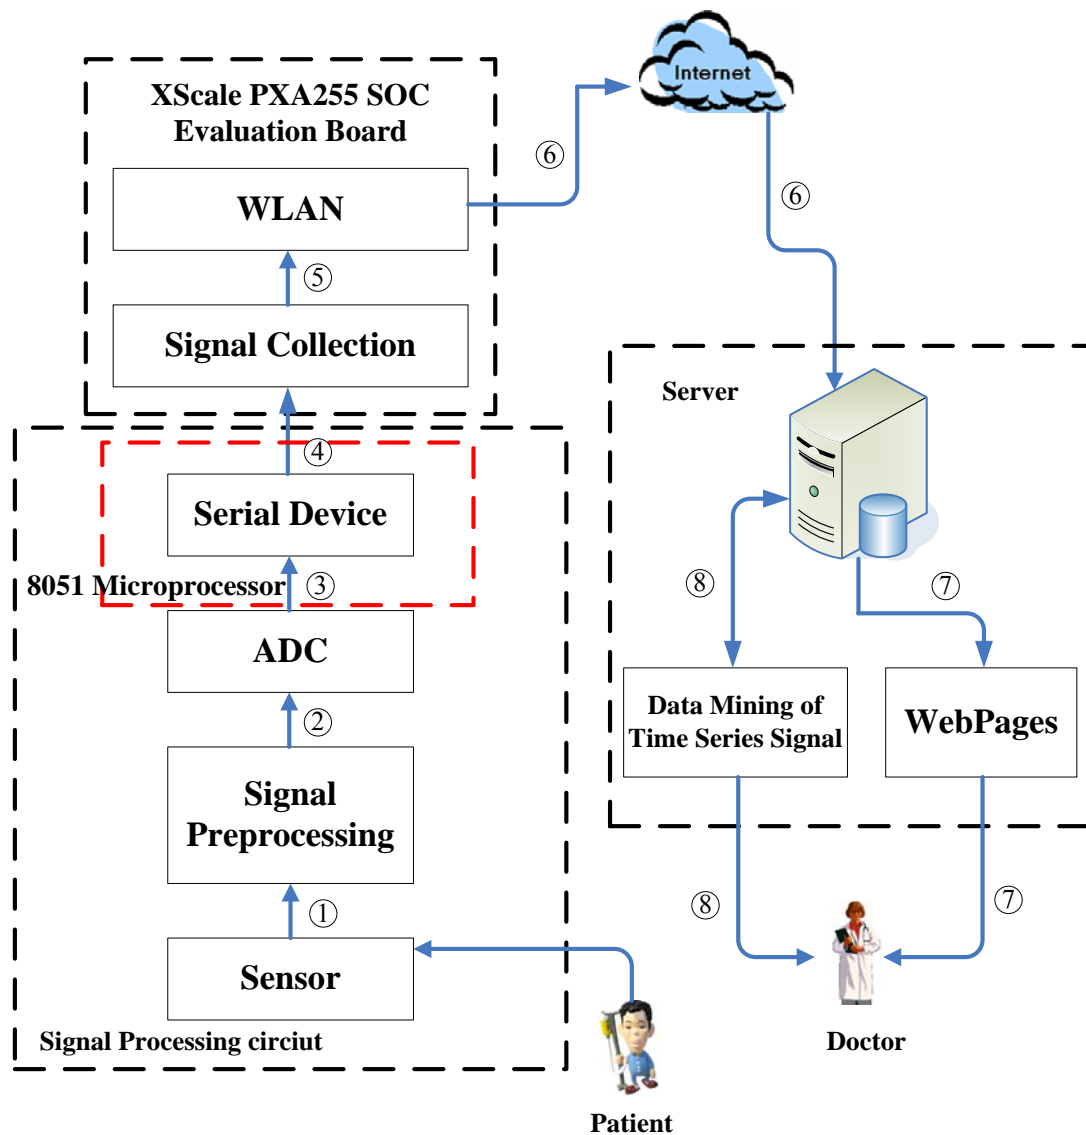 XScale PXA255 SOC
Evaluation Board
WLAN
⑤
Signal Collection
④
Serial Device
8051 Microprocessor
③
ADC
②
Signal
Preprocessing
①
Sensor
Signal Processing circiut
Patient
⑥
Internet
⑥
Server
⑧
⑦
Data Mining of
Time Series Signal
WebPages
⑧
⑦
Doctor